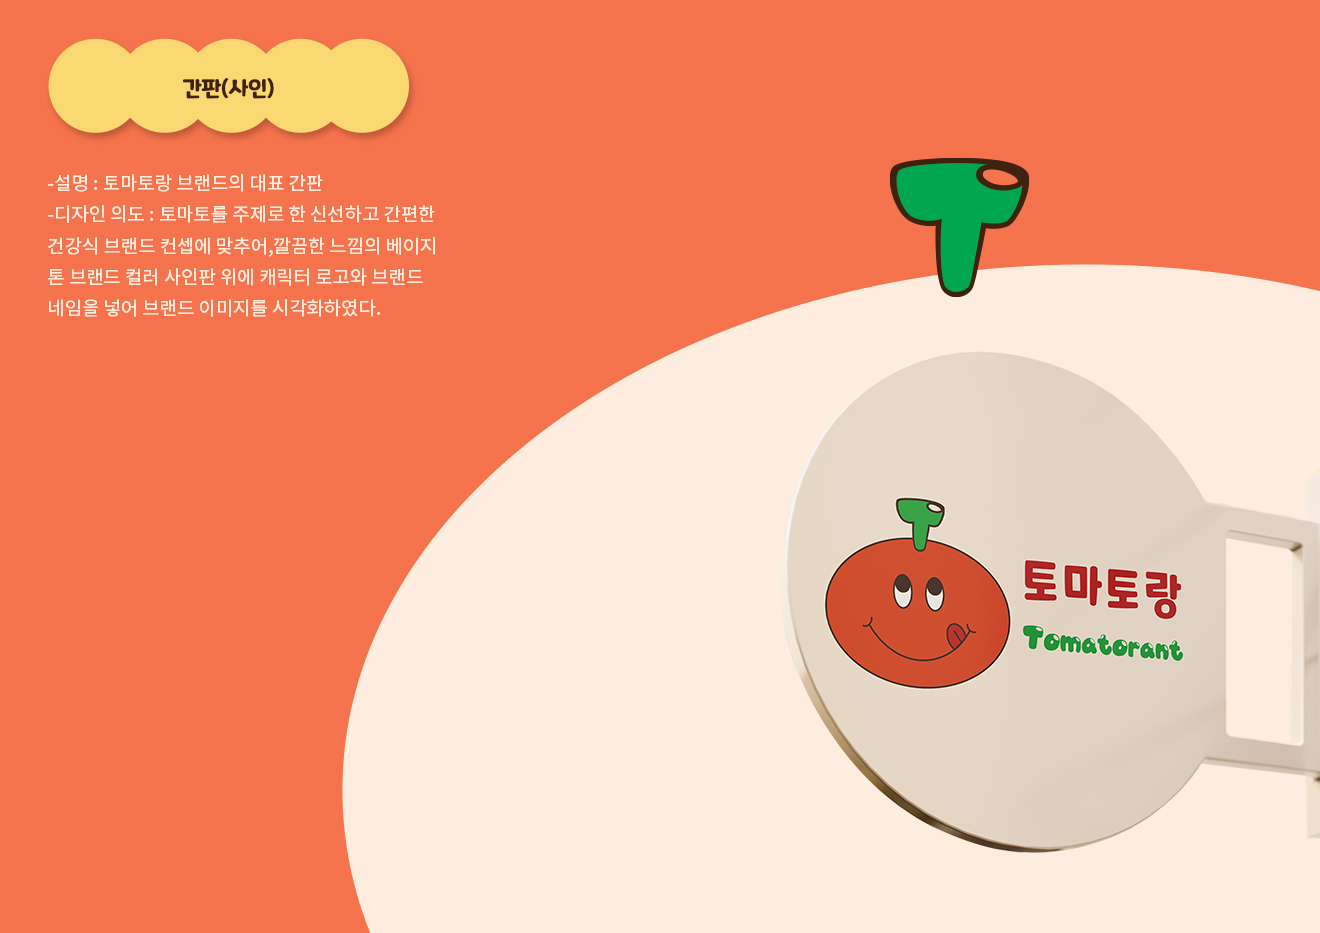 간판(사인)
-설명 : 토마토랑 브랜드의 대표 간판
-디자인 의도 : 토마토를 주제로 한 신선하고 간편한
건강식 브랜드 컨셉에 맞추어,깔끔한 느낌의 베이지
톤 브랜드 컬러 사인판 위에 캐릭터 로고와 브랜드
네임을 넣어 브랜드 이미지를 시각화하였다.
토마토랑
Tomatorant